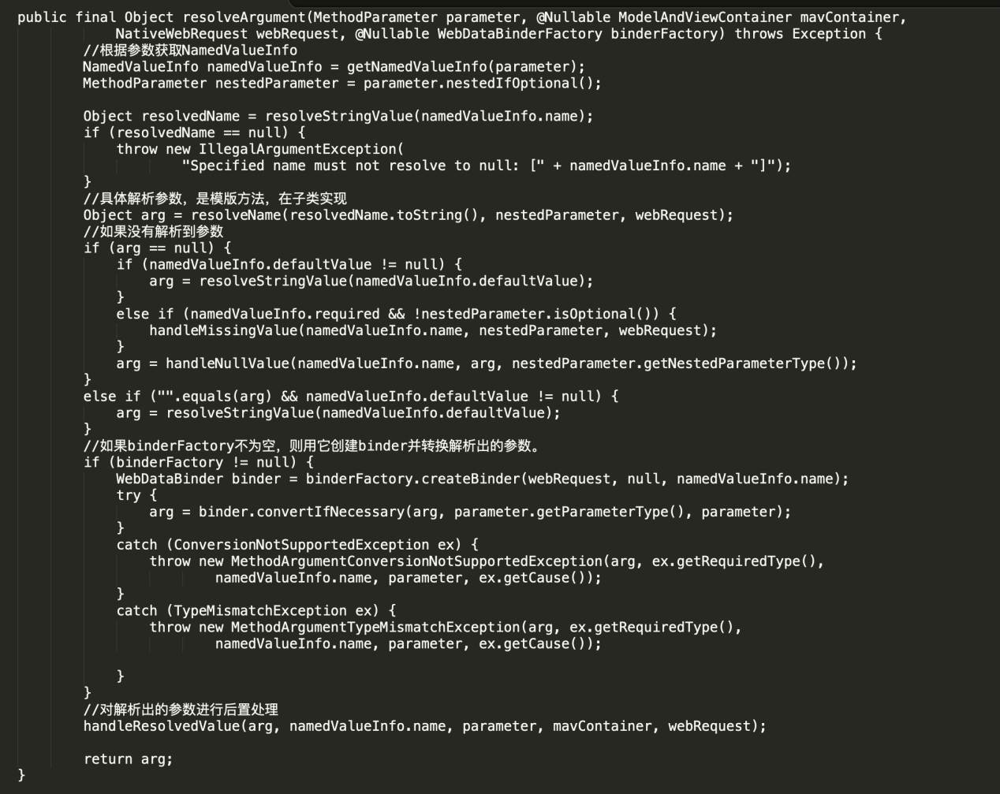 public final Object resolveArgument(MethodParameter parameter, @Nullable ModelAndViewContainer mavContainer,
NativeWebRequest webRequest, @Nullable WebDataBinderFactory binderFactory) throws Exception {
//根据参数获取NamedValueInfo
NamedValueInfo namedValueInfo = getNamedValueInfo(parameter);
MethodParameter nestedParameter = parameter.nestedIfOptional();
Object resolvedName = resolveStringValue(namedValueInfo.name);
if (resolvedName == null) {
throw new IllegalArgumentException(
"Specified name must not resolve to null: [" + namedValueInfo.name + "]");
}
//具体解析参数，是模版方法，在子类实现
Object arg = resolveName(resolvedName.toString(), nestedParameter, webRequest);
//如果没有解析到参数
if (arg == null) {
if (namedValueInfo.defaultValue != null) {
arg = resolveStringValue(namedValueInfo.defaultValue);
}
else if (namedValueInfo.required && !nestedParameter.isOptional()) {
handleMissingValue(namedValueInfo.name, nestedParameter, webRequest);
}
arg = handleNullValue(namedValueInfo.name, arg, nestedParameter.getNestedParameterType());
}
else if ("".equals(arg) && namedValueInfo.defaultValue != null) {
arg = resolveStringValue(namedValueInfo.defaultValue);
}
//如果binderFactory不为空，则用它创建binder并转换解析出的参数。
if (binderFactory != null) {
WebDataBinder binder = binderFactory.createBinder(webRequest, null, namedValueInfo.name);
try {
arg = binder.convertIfNecessary(arg, parameter.getParameterType(), parameter);
}
catch (ConversionNotSupportedException ex) {
throw new MethodArgumentConversionNotSupportedException(arg, ex.getRequiredType(),
namedValueInfo.name, parameter, ex.getCause());
}
catch (TypeMismatchException ex) {
throw new MethodArgumentTypeMismatchException(arg, ex.getRequiredType(),
namedValueInfo.name, parameter, ex.getCause());
}
}
//对解析出的参数进行后置处理
handleResolvedValue(arg, namedValueInfo.name, parameter, mavContainer, webRequest);
return arg;
}